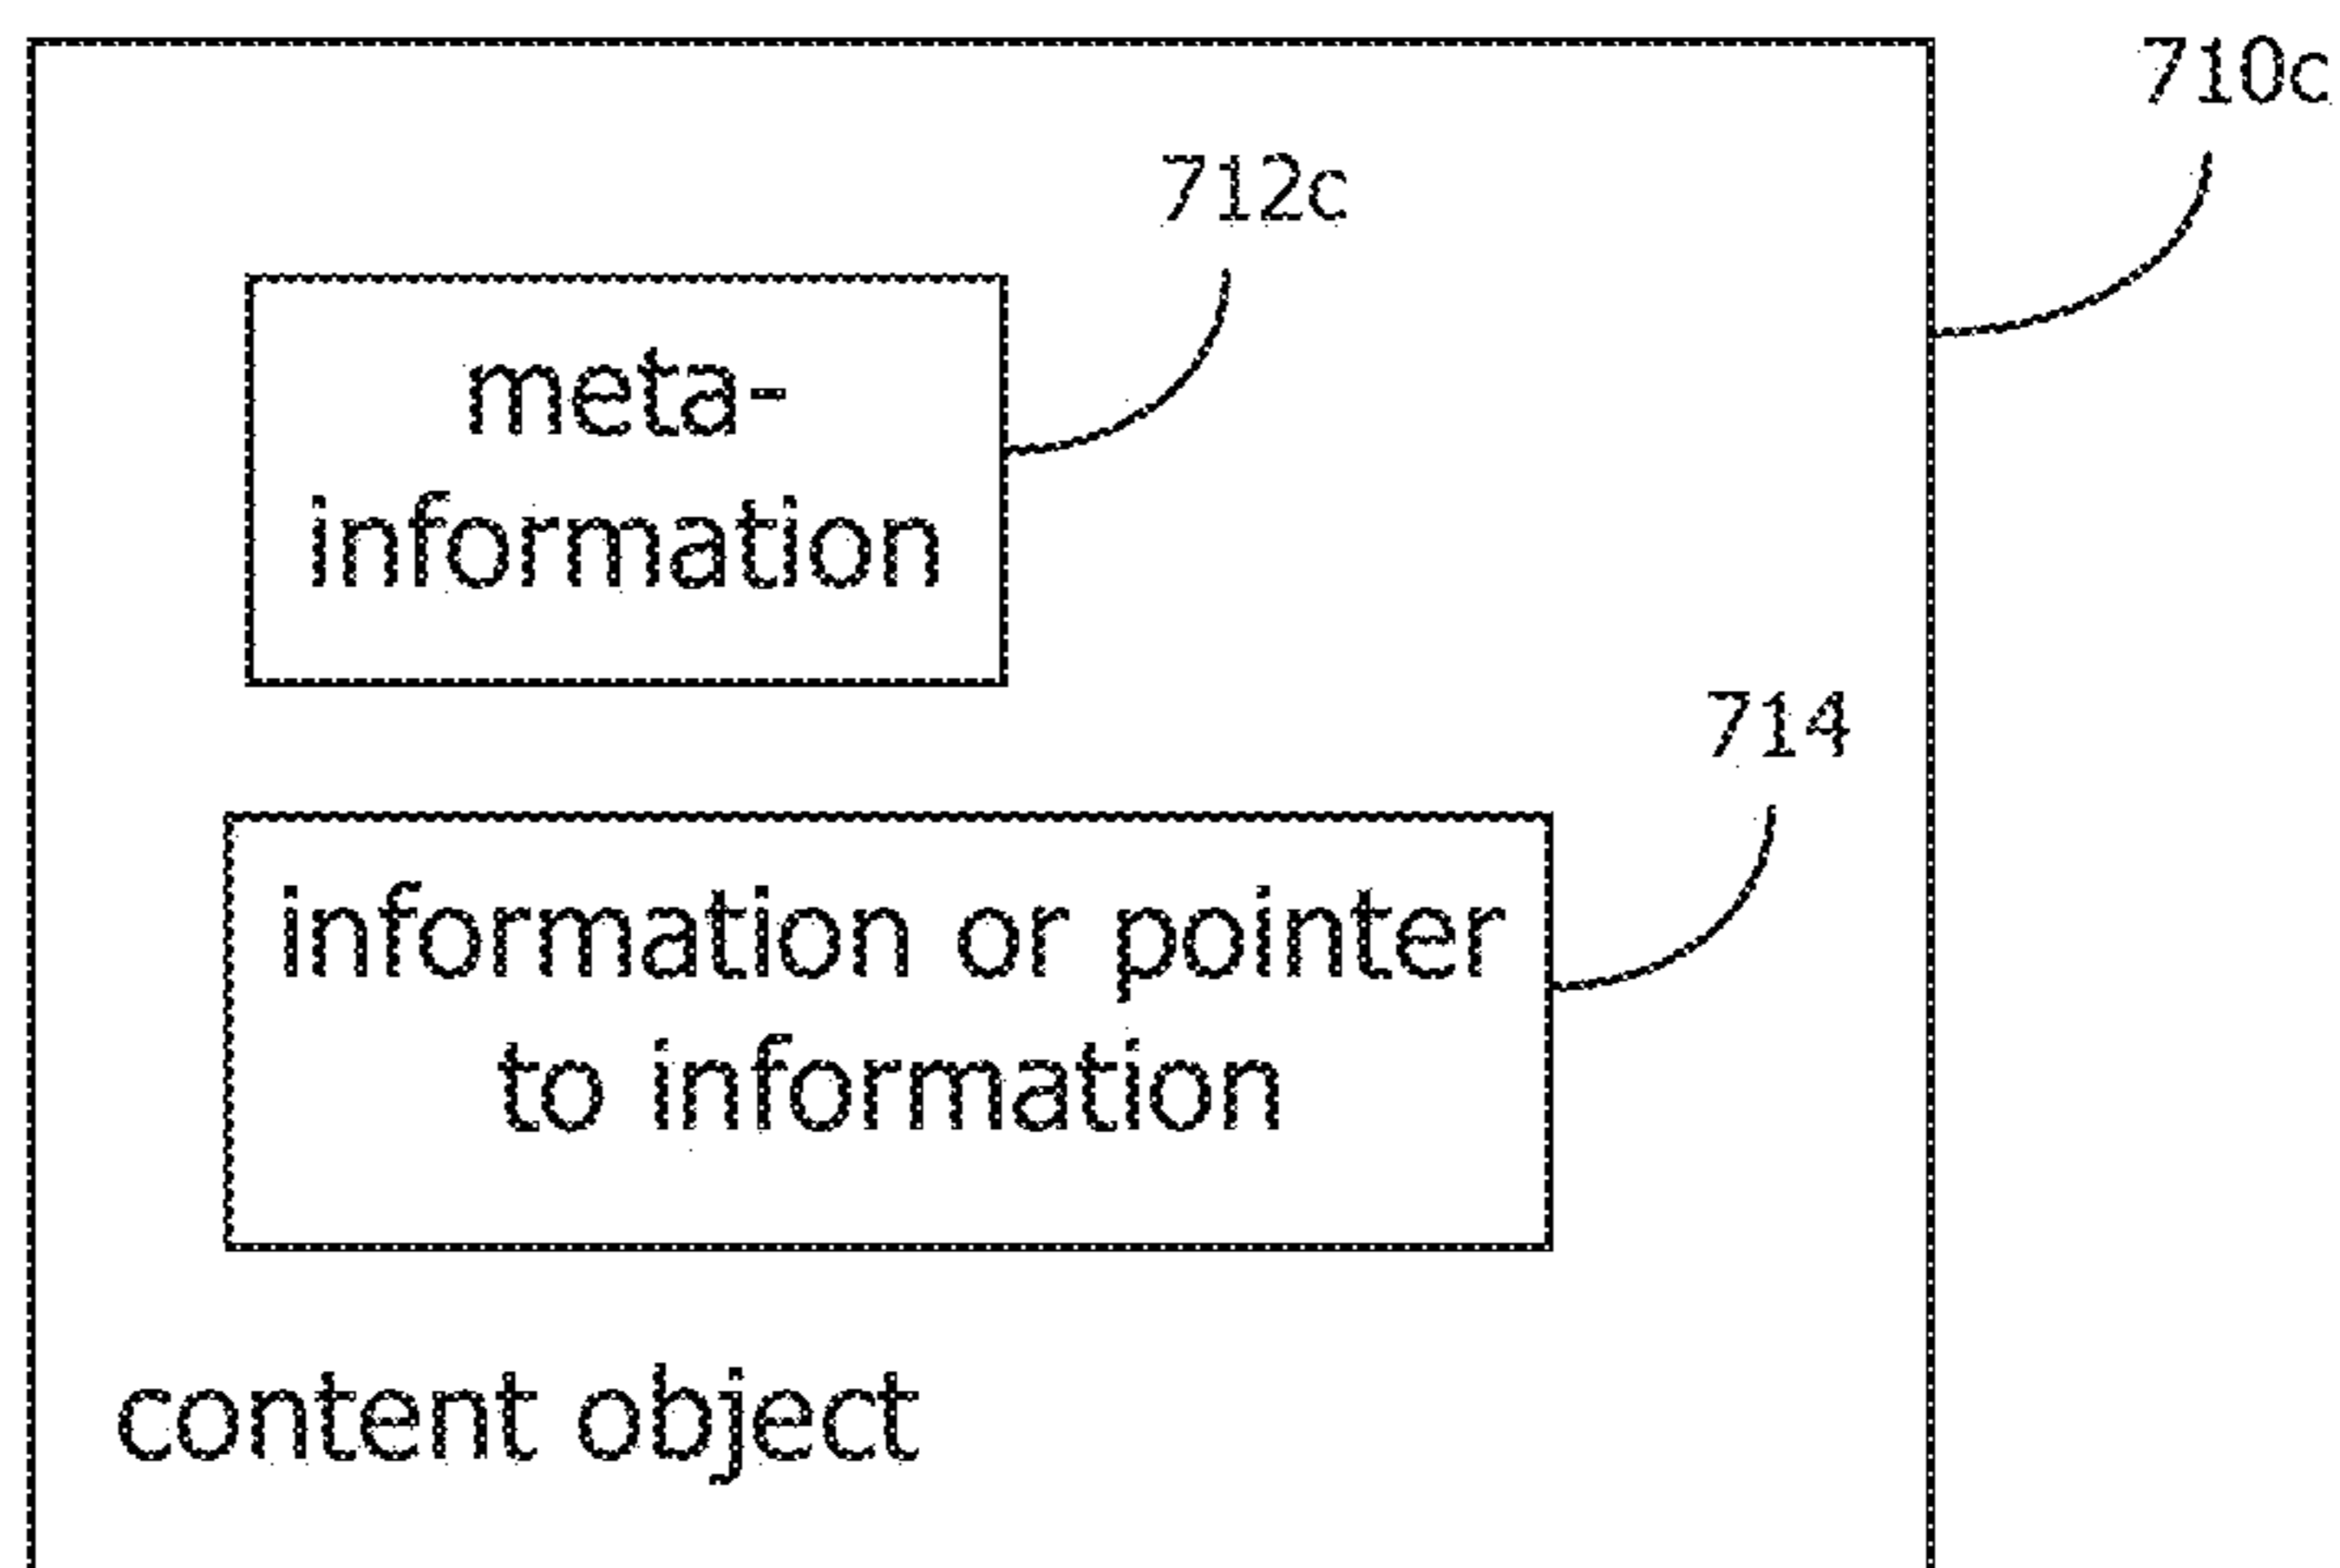 710c
712c
meta-
information
714
information or pointer
to information
content object